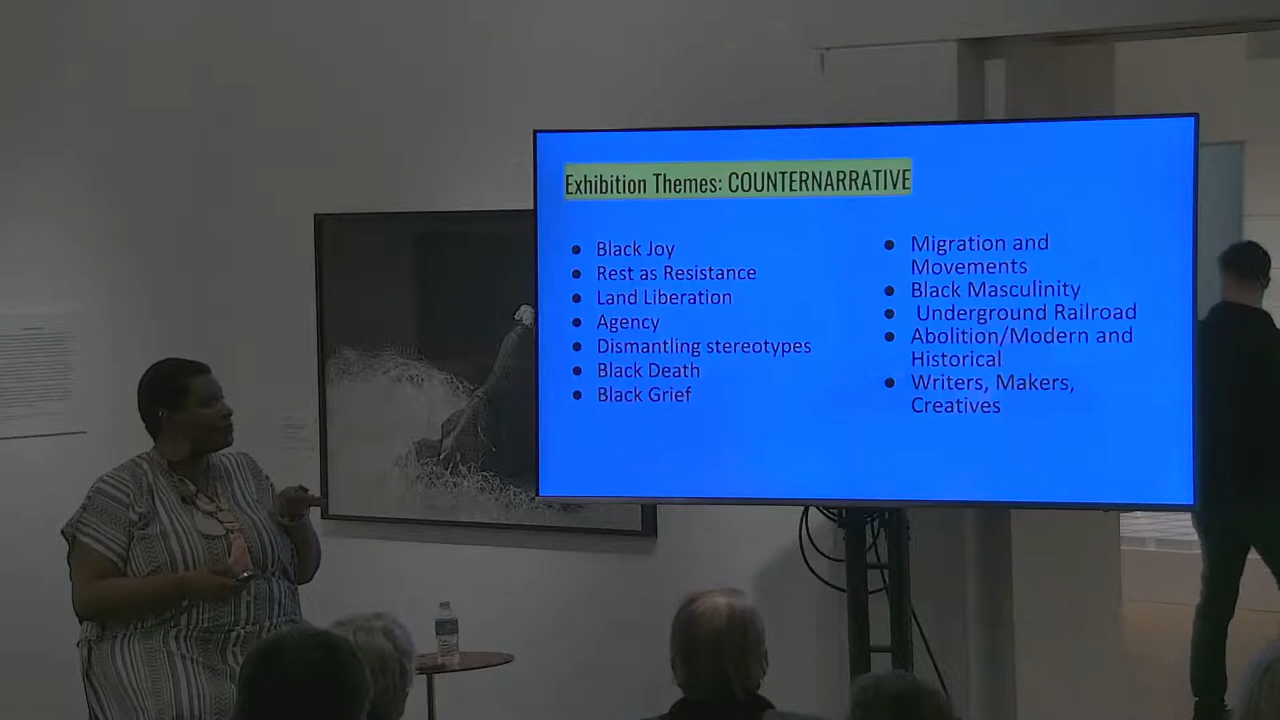 Exhibition Themes: COUNTERNARRATIVE
● Black Joy
● Rest as Resistance
● Land Liberation
● Agency
● Dismantling stereotypes
● Black Death
● Black Grief
● Migration and
Movements
● Black Masculinity
● Underground Railroad
● Abolition/Modern and
Historical
● Writers, Makers,
Creatives